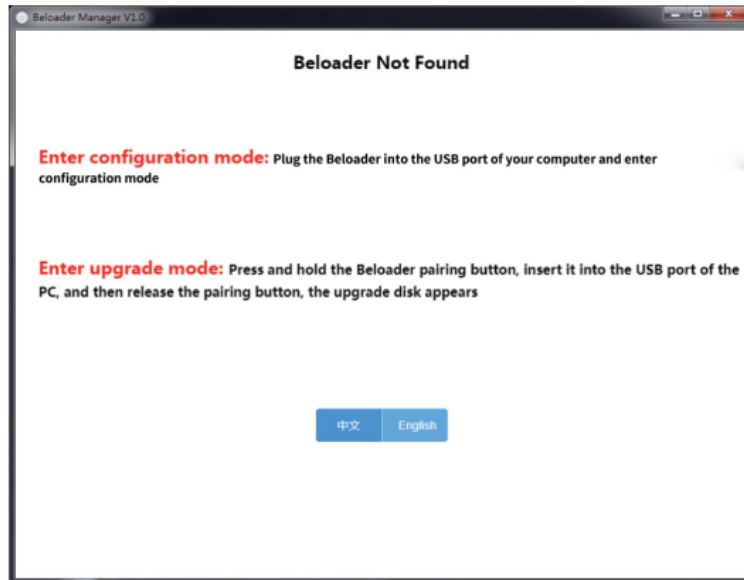 Beloader Manager V1.0
Beloader Not Found
Enter configuration mode: Plug the Beloader into the USB port of your computer and enter
configuration mode
Enter upgrade mode: Press and hold the Beloader pairing button, insert it into the USB port of the
PC, and then release the pairing button, the upgrade disk appears
中文 English